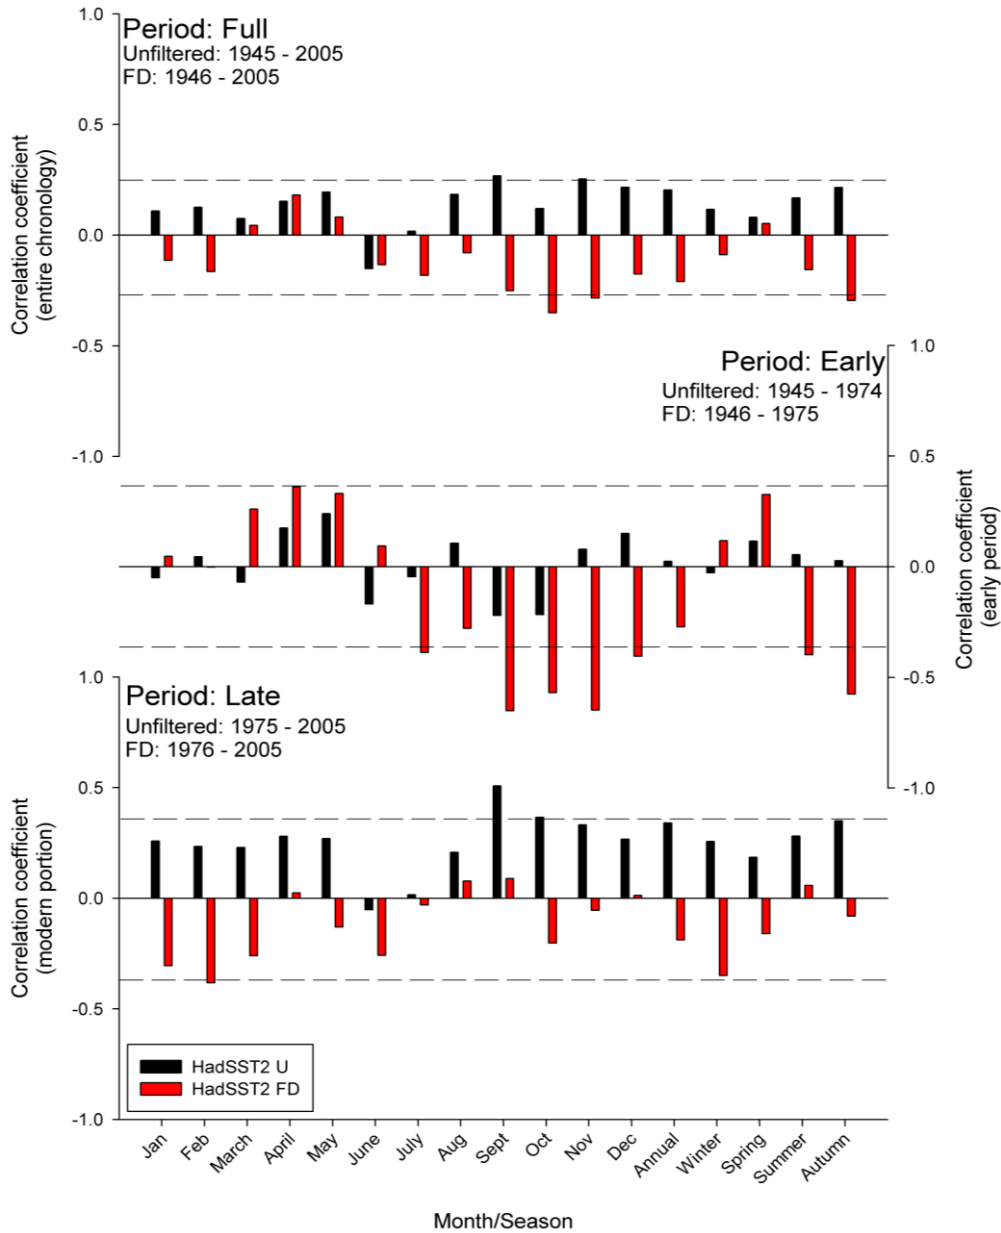 1.0
Period: Full
Unfiltered: 1945 - 2005
FD: 1946 - 2005
0.5
0.0
-0.5
-1.0
Correlation coefficient
(entire chronology)
Period: Early
Unfiltered: 1945 - 1974
FD: 1946 - 1975
1.0
0.5
0.0
-0.5
-1.0
Correlation coefficient
(early period)
1.0
Period: Late
Unfiltered: 1975 - 2005
FD: 1976 - 2005
0.5
0.0
-0.5
-1.0
Correlation coefficient
(modern portion)
HadSST2 U
HadSST2 FD
Jan
Feb
March
April
May
June
July
Aug
Sept
Oct
Nov
Dec
Annual
Winter
Spring
Summer
Autumn
Month/Season